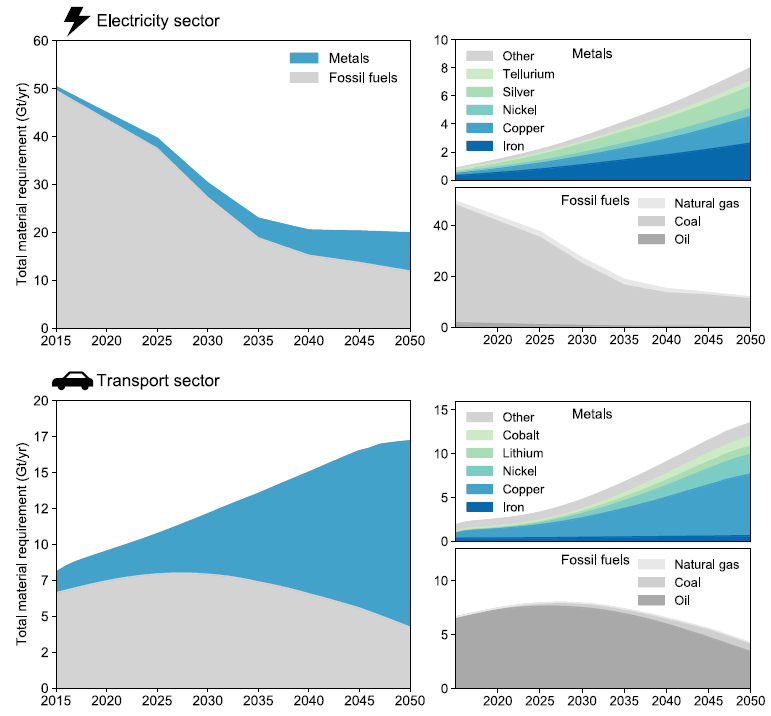 Electricity sector
Total material requirement (Gt/yr)
60
50
40
30
20
10
0
Metals
Fossil fuels
2015 2020 2025 2030 2035 2040 2045 2050
Metals
10
8
6
4
2
0
Other
Tellurium
Silver
Nickel
Copper
Iron
Fossil fuels
40
20
0
Natural gas
Coal
Oil
2020 2025 2030 2035 2040 2045 2050
Transport sector
Total material requirement (Gt/yr)
20
17
15
12
10
7
5
2
0
2015 2020 2025 2030 2035 2040 2045 2050
Metals
15
10
5
0
Other
Cobalt
Lithium
Nickel
Copper
Iron
Fossil fuels
10
5
0
Natural gas
Coal
Oil
2020 2025 2030 2035 2040 2045 2050